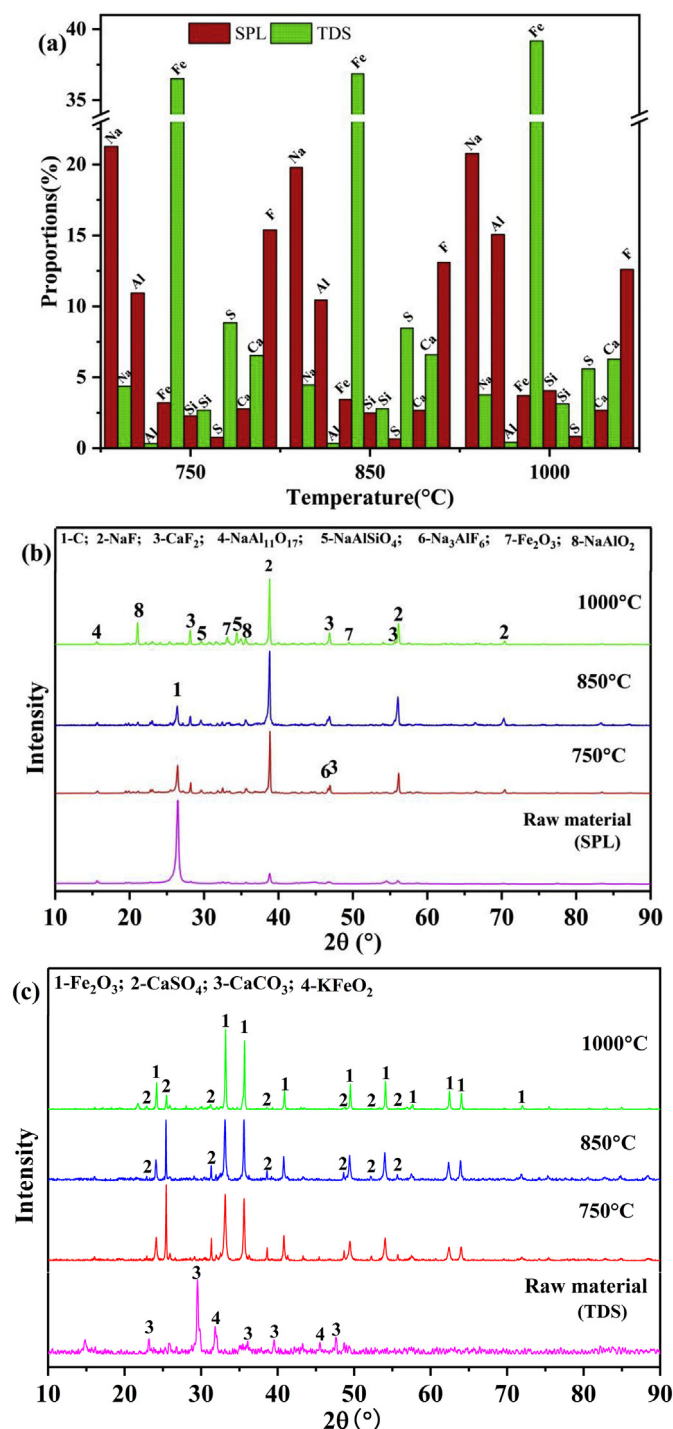 (a)
SPL TDS
Fe Fe Fe
40
35
Na Na Na
20
15
10
5
0
Al Al Al
F F F
Na Na Na
Al Al Al
Fe Fe Fe
Si Si Si
Si Si Si
S S S
S S S
Ca Ca Ca
Ca Ca Ca
Proportions(%)
750 850 1000
Temperature(°C)
(b)
1-C; 2-NaF; 3-CaF₂; 4-NaAl₁₁O₁₇; 5-NaAlSiO₄; 6-Na₃AlF₆; 7-Fe₂O₃; 8-NaAlO₂
2
1000°C
4 8 3 5 7 5 8 3 7 3 2 2
850°C
1
750°C
6 3
Raw material
(SPL)
Intensity
10 20 30 40 50 60 70 80 90
2θ (°)
(c)
1-Fe₂O₃; 2-CaSO₄; 3-CaCO₃; 4-KFeO₂
1000°C
2 1 2 2 1 1 2 1 2 1 2 1 2 1 1 1 1
850°C
2 2 2 2 2 2
750°C
Raw material
(TDS)
3 3 4 3 3 4 3
Intensity
10 20 30 40 50 60 70 80 90
2θ (°)